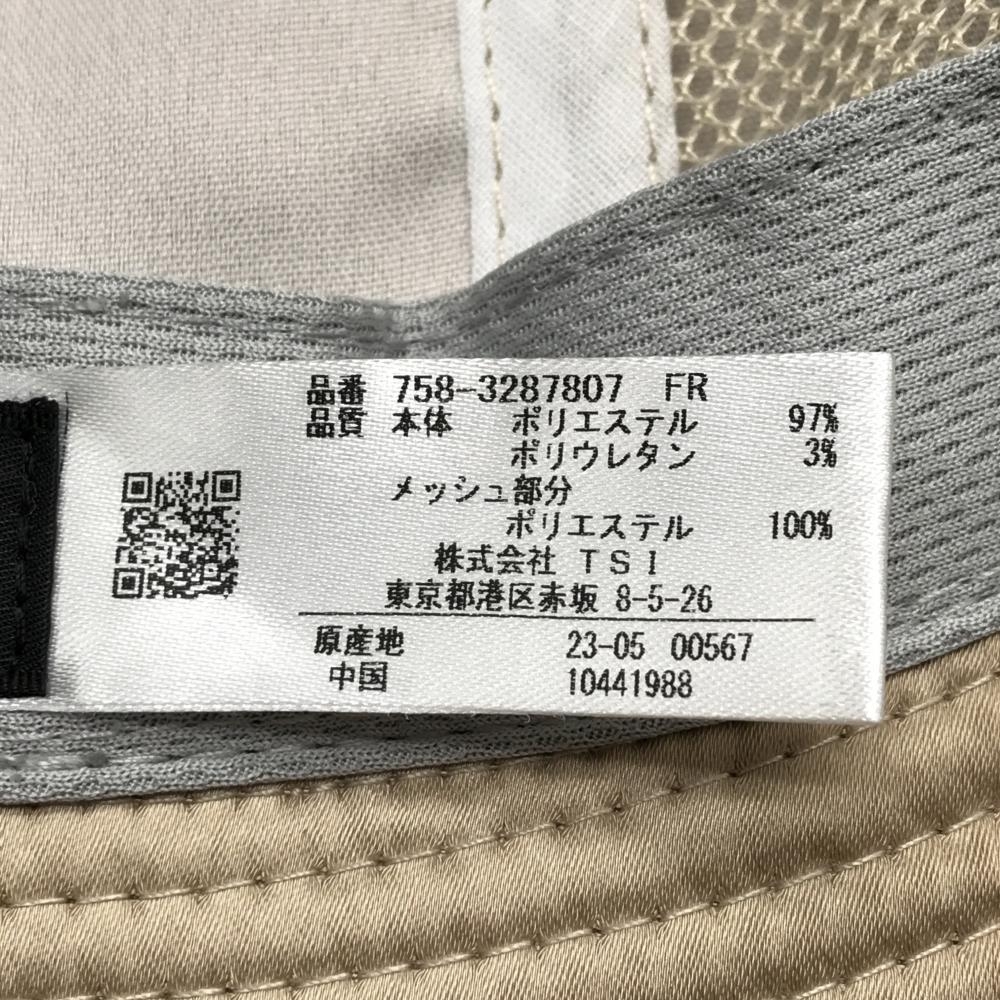 品番 758-3287807 FR
品質 本体 ポリエステル 97%
ポリウレタン 3%
メッシュ部分
ポリエステル 100%
株式会社 TSI
東京都港区赤坂 8-5-26
原産地 23-05 00567
中国 10441988